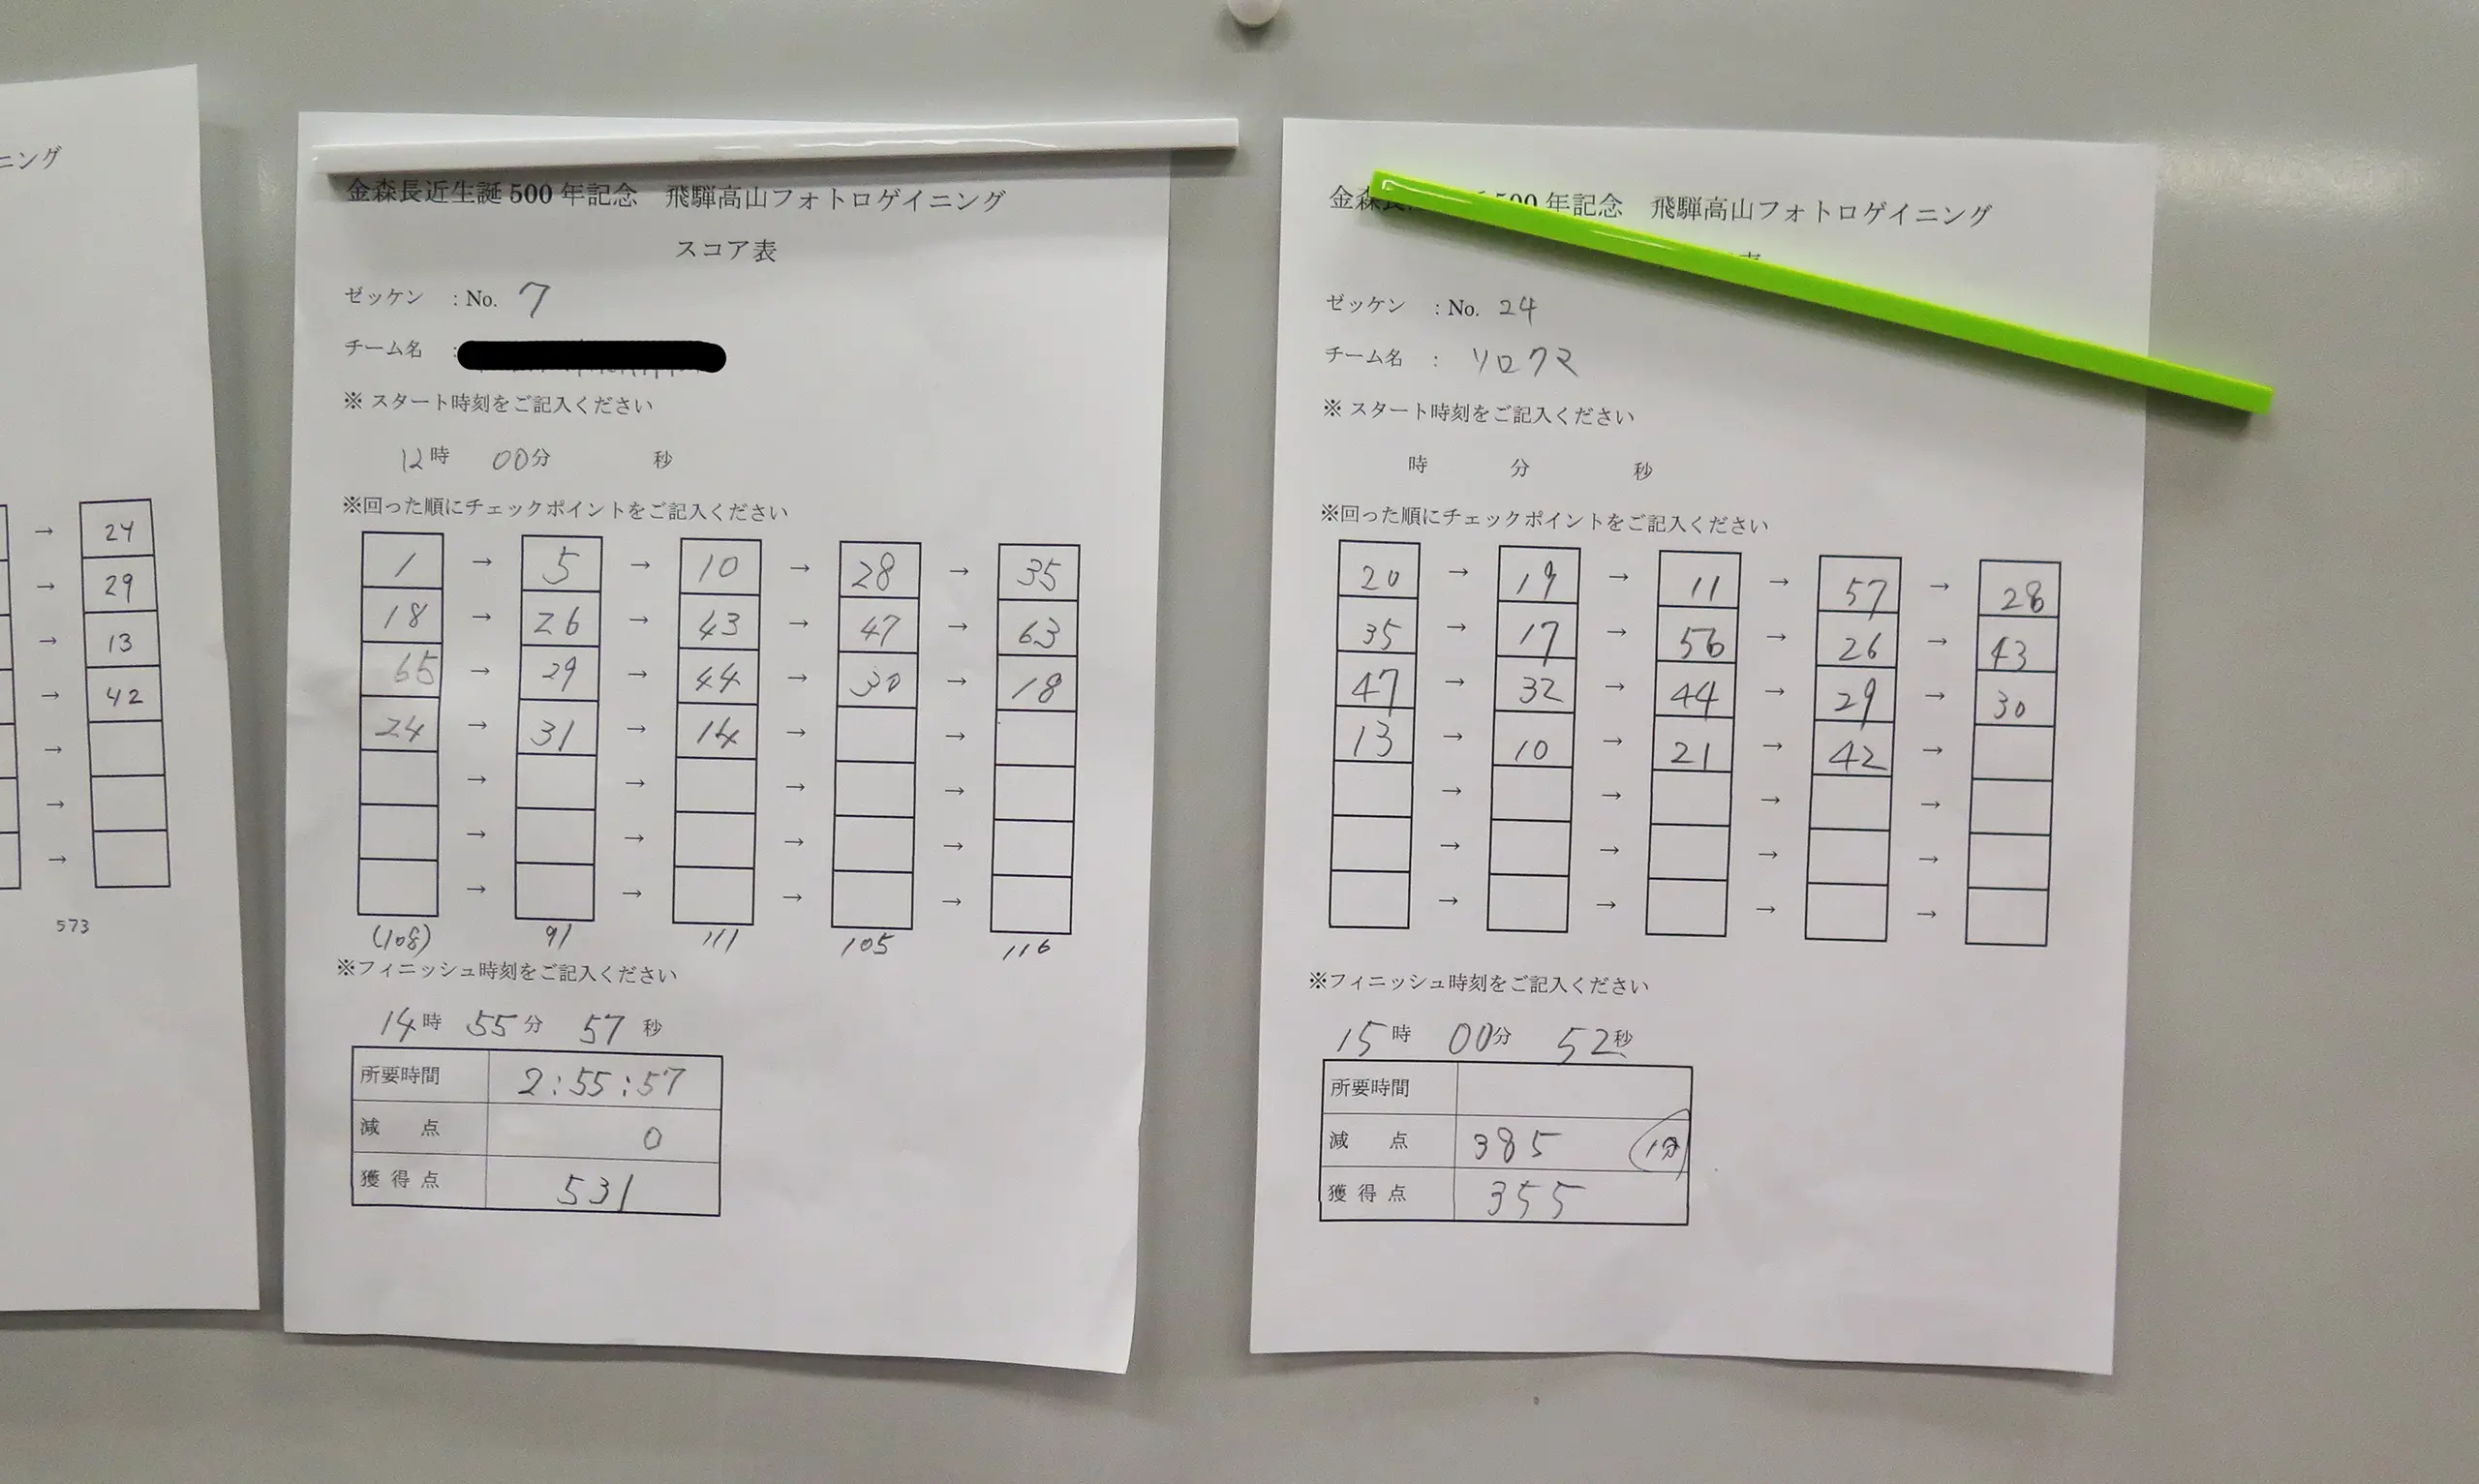 ニング
→ 24
→ 29
→ 13
→ 42
→
→
→
573
金森長近生誕500年記念 飛騨高山フォトロゲイニング
スコア表
ゼッケン :No. 7
チーム名 :
※ スタート時刻をご記入ください
12時 00分 秒
※回った順にチェックポイントをご記入ください
1 → 5 → 10 → 28 → 35
18 → 26 → 43 → 47 → 63
65 → 29 → 44 → 30 → 18
24 → 31 → 14 → →
→ → → →
→ → → →
→ → → →
(108) 91 111 105 116
※フィニッシュ時刻をご記入ください
14時 55分 57秒
所要時間 2:55:57
減 点 0
獲 得 点 531
金森 500年記念 飛騨高山フォトロゲイニング
ゼッケン :No. 24
チーム名 : ソロクマ
※ スタート時刻をご記入ください
時 分 秒
※回った順にチェックポイントをご記入ください
20 → 19 → 11 → 57 → 28
35 → 17 → 56 → 26 → 43
47 → 32 → 44 → 29 → 30
13 → 10 → 21 → 42 →
→ → → →
→ → → →
→ → → →
※フィニッシュ時刻をご記入ください
15時 00分 52秒
所要時間
減 点 385 1分
獲 得 点 355